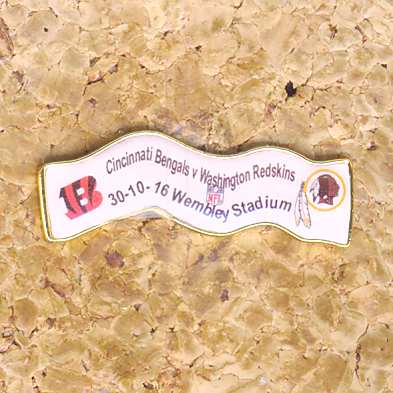 Cincinnati Bengals v Washington Redskins
30-10- 16 Wembley Stadium
NFL